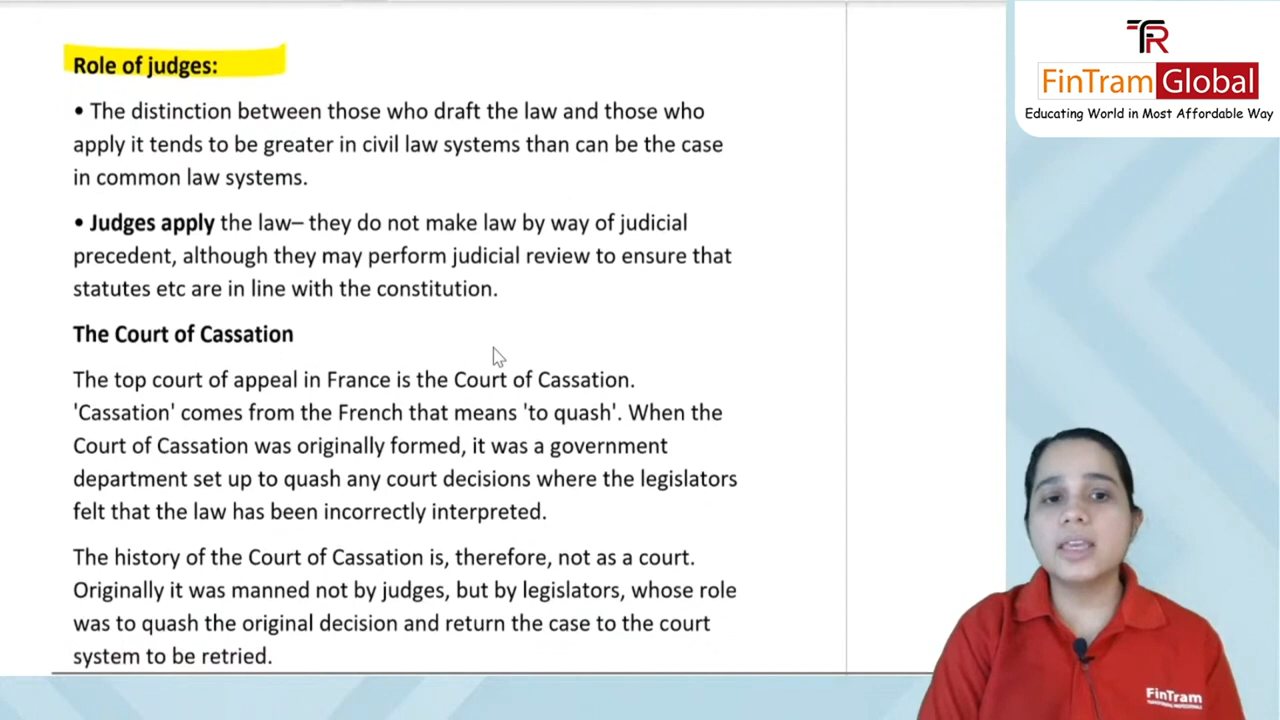 Role of judges:
• The distinction between those who draft the law and those who
apply it tends to be greater in civil law systems than can be the case
in common law systems.
• Judges apply the law– they do not make law by way of judicial
precedent, although they may perform judicial review to ensure that
statutes etc are in line with the constitution.
The Court of Cassation
The top court of appeal in France is the Court of Cassation.
'Cassation' comes from the French that means 'to quash'. When the
Court of Cassation was originally formed, it was a government
department set up to quash any court decisions where the legislators
felt that the law has been incorrectly interpreted.
The history of the Court of Cassation is, therefore, not as a court.
Originally it was manned not by judges, but by legislators, whose role
was to quash the original decision and return the case to the court
system to be retried.
FinTram Global
Educating World in Most Affordable Way
FinTram